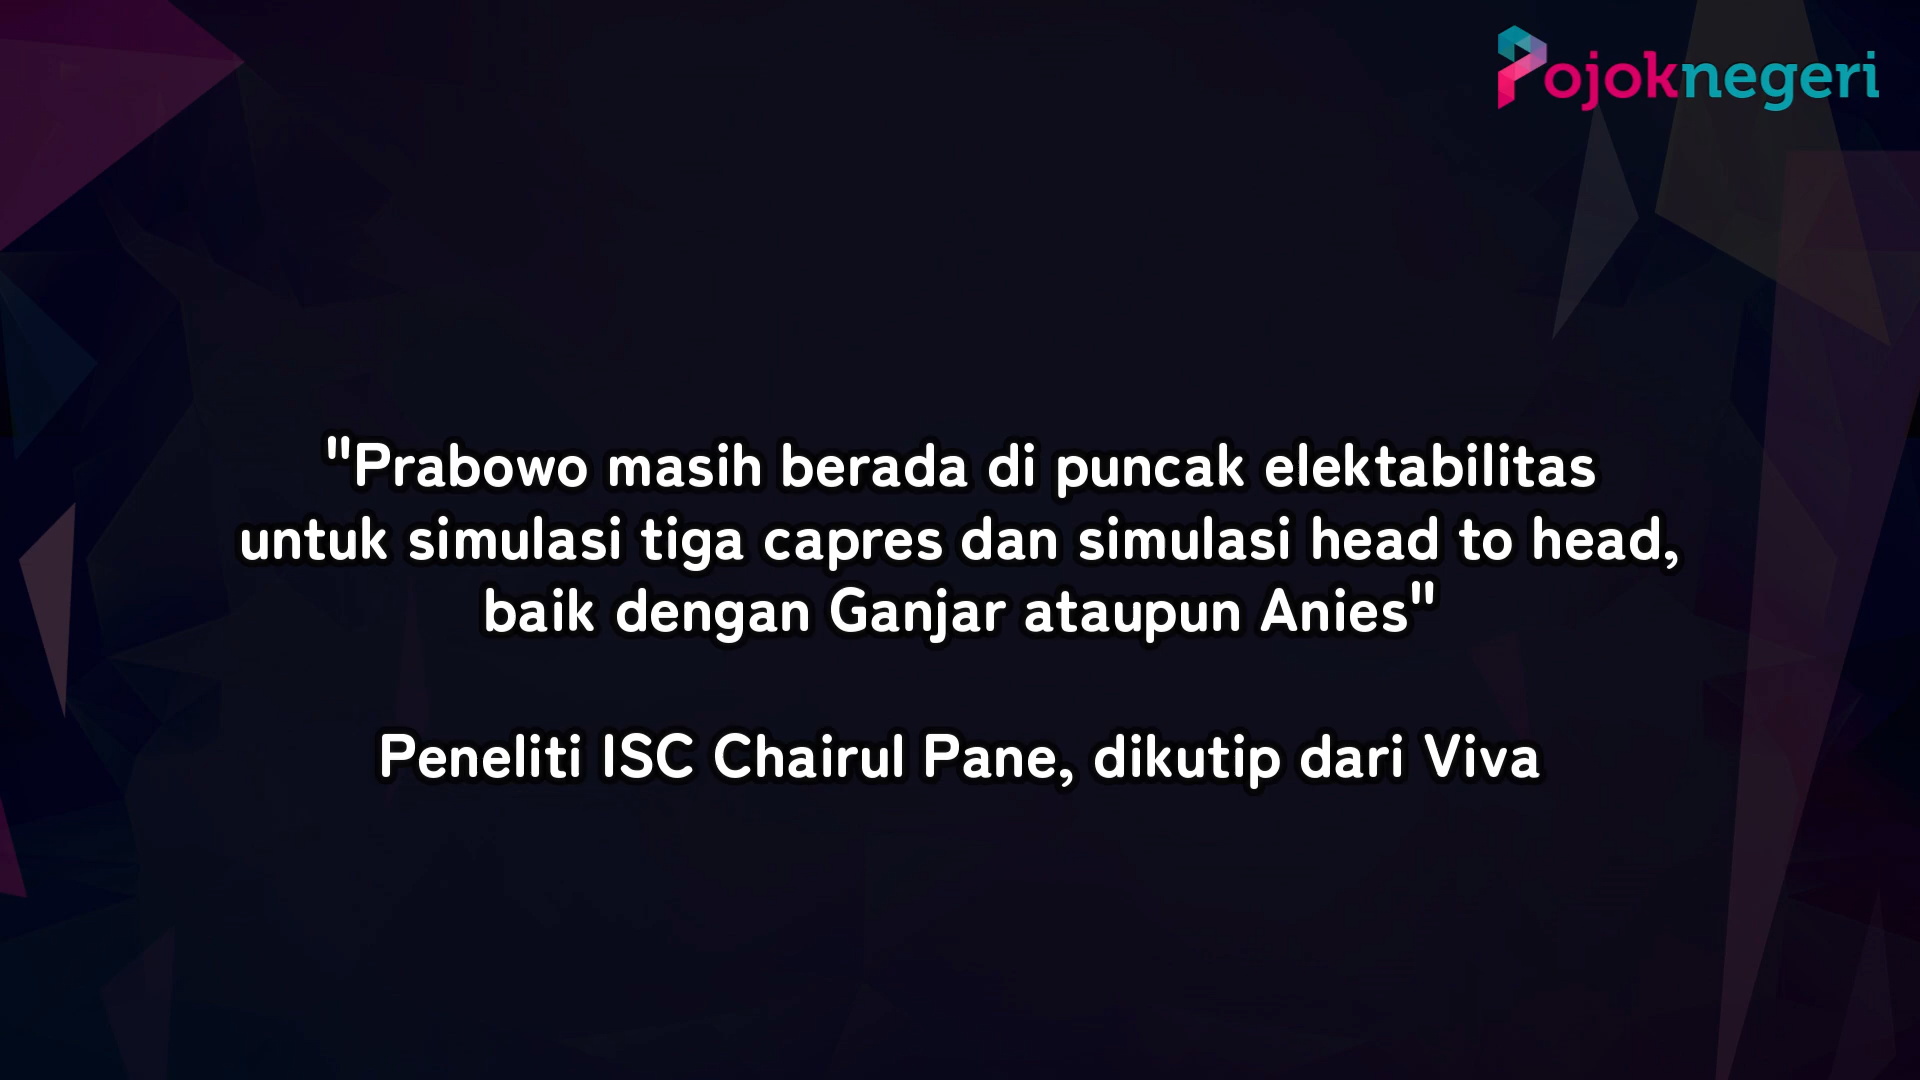 Pojoknegeri
"Prabowo masih berada di puncak elektabilitas
untuk simulasi tiga capres dan simulasi head to head,
baik dengan Ganjar ataupun Anies"
Peneliti ISC Chairul Pane, dikutip dari Viva